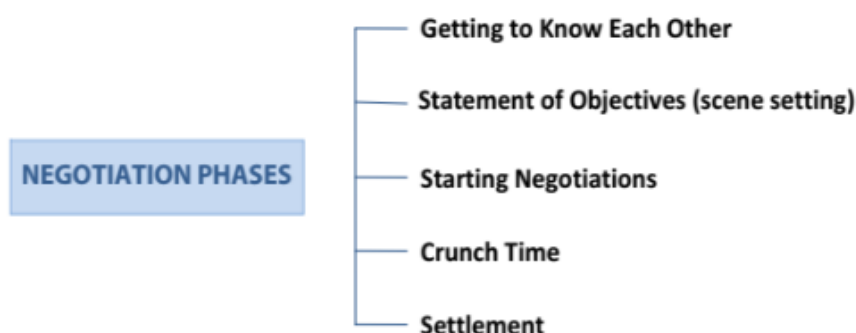 NEGOTIATION PHASES
Getting to Know Each Other
Statement of Objectives (scene setting)
Starting Negotiations
Crunch Time
Settlement